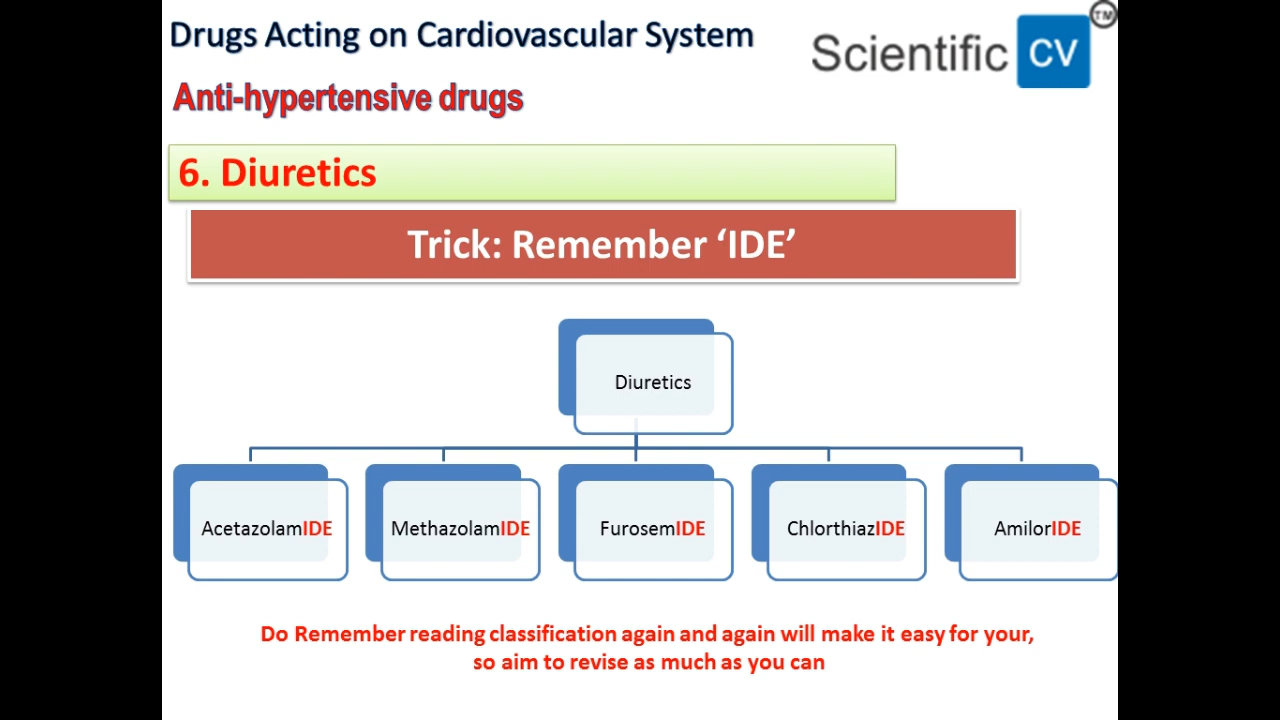 Drugs Acting on Cardiovascular System
Scientific CV TM
Anti-hypertensive drugs
6. Diuretics
Trick: Remember ‘IDE’
Diuretics
AcetazolamIDE
MethazolamIDE
FurosemIDE
ChlorthiazIDE
AmilorIDE
Do Remember reading classification again and again will make it easy for your,
so aim to revise as much as you can